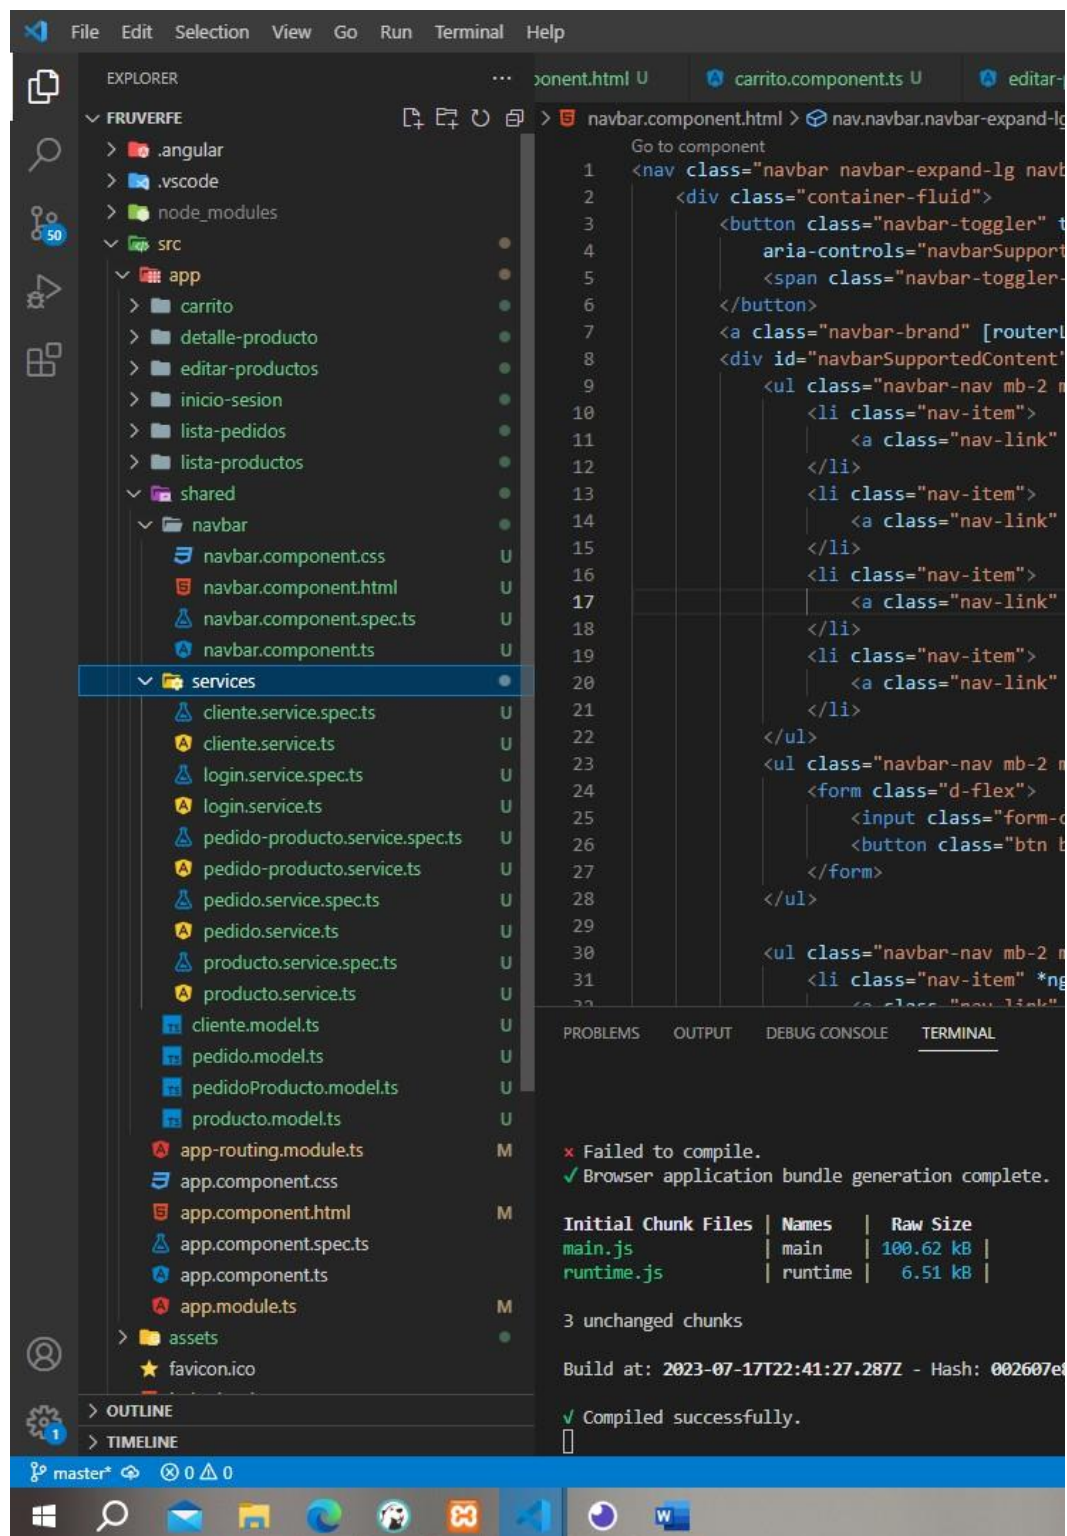 File Edit Selection View Go Run Terminal Help
EXPLORER
FRUVERFE
.angular
.vscode
node_modules
src
app
carrito
detalle-producto
editar-productos
inicio-sesion
lista-pedidos
lista-productos
shared
navbar
navbar.component.css U
navbar.component.html U
navbar.component.spec.ts U
navbar.component.ts U
services
cliente.service.spec.ts U
cliente.service.ts U
login.service.spec.ts U
login.service.ts U
pedido-producto.service.spec.ts U
pedido-producto.service.ts U
pedido.service.spec.ts U
pedido.service.ts U
producto.service.spec.ts U
producto.service.ts U
cliente.model.ts U
pedido.model.ts U
pedidoProducto.model.ts U
producto.model.ts U
app-routing.module.ts M
app.component.css
app.component.html M
app.component.spec.ts
app.component.ts
app.module.ts M
assets
favicon.ico
OUTLINE
TIMELINE
50
1
ponent.html U carrito.component.ts U editar-
> navbar.component.html > nav.navbar.navbar-expand-lg
Go to component
1 <nav class="navbar navbar-expand-lg navb
2 <div class="container-fluid">
3 <button class="navbar-toggler" t
4 aria-controls="navbarSupport
5 <span class="navbar-toggler-
6 </button>
7 <a class="navbar-brand" [routerL
8 <div id="navbarSupportedContent"
9 <ul class="navbar-nav mb-2 m
10 <li class="nav-item">
11 <a class="nav-link"
12 </li>
13 <li class="nav-item">
14 <a class="nav-link"
15 </li>
16 <li class="nav-item">
17 <a class="nav-link"
18 </li>
19 <li class="nav-item">
20 <a class="nav-link"
21 </li>
22 </ul>
23 <ul class="navbar-nav mb-2 m
24 <form class="d-flex">
25 <input class="form-c
26 <button class="btn b
27 </form>
28 </ul>
29
30 <ul class="navbar-nav mb-2 m
31 <li class="nav-item" *ng
32 <a class="nav-link"
PROBLEMS OUTPUT DEBUG CONSOLE TERMINAL
× Failed to compile.
√ Browser application bundle generation complete.
Initial Chunk Files | Names | Raw Size
main.js | main | 100.62 kB |
runtime.js | runtime | 6.51 kB |
3 unchanged chunks
Build at: 2023-07-17T22:41:27.287Z - Hash: 002607e8
√ Compiled successfully.
master* 0 0
W